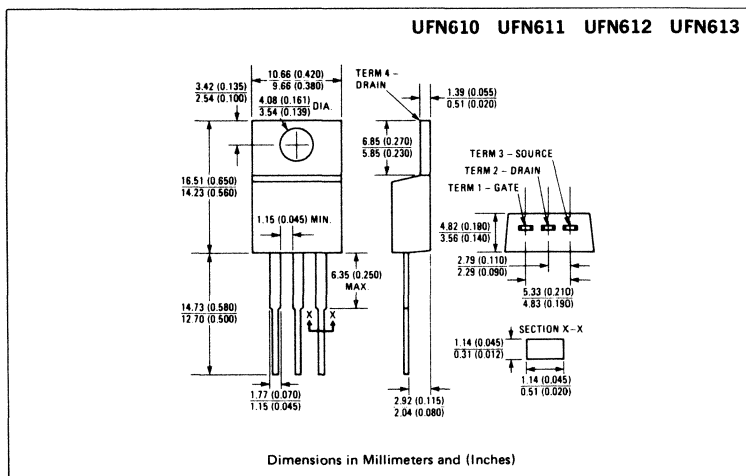 UFN610 UFN611 UFN612 UFN613
10.66 (0.420)
9.66 (0.380)
3.42 (0.135)
2.54 (0.100)
4.08 (0.161) DIA.
3.54 (0.139)
TERM 4 –
DRAIN
1.39 (0.055)
0.51 (0.020)
6.85 (0.270)
5.85 (0.230)
16.51 (0.650)
14.23 (0.560)
1.15 (0.045) MIN.
TERM 3 – SOURCE
TERM 2 – DRAIN
TERM 1 – GATE
4.82 (0.190)
3.56 (0.140)
2.79 (0.110)
2.29 (0.090)
5.33 (0.210)
4.83 (0.190)
6.35 (0.250)
MAX.
14.73 (0.580)
12.70 (0.500)
X X
SECTION X–X
1.14 (0.045)
0.31 (0.012)
1.14 (0.045)
0.51 (0.020)
1.77 (0.070)
1.15 (0.045)
2.92 (0.115)
2.04 (0.080)
Dimensions in Millimeters and (Inches)